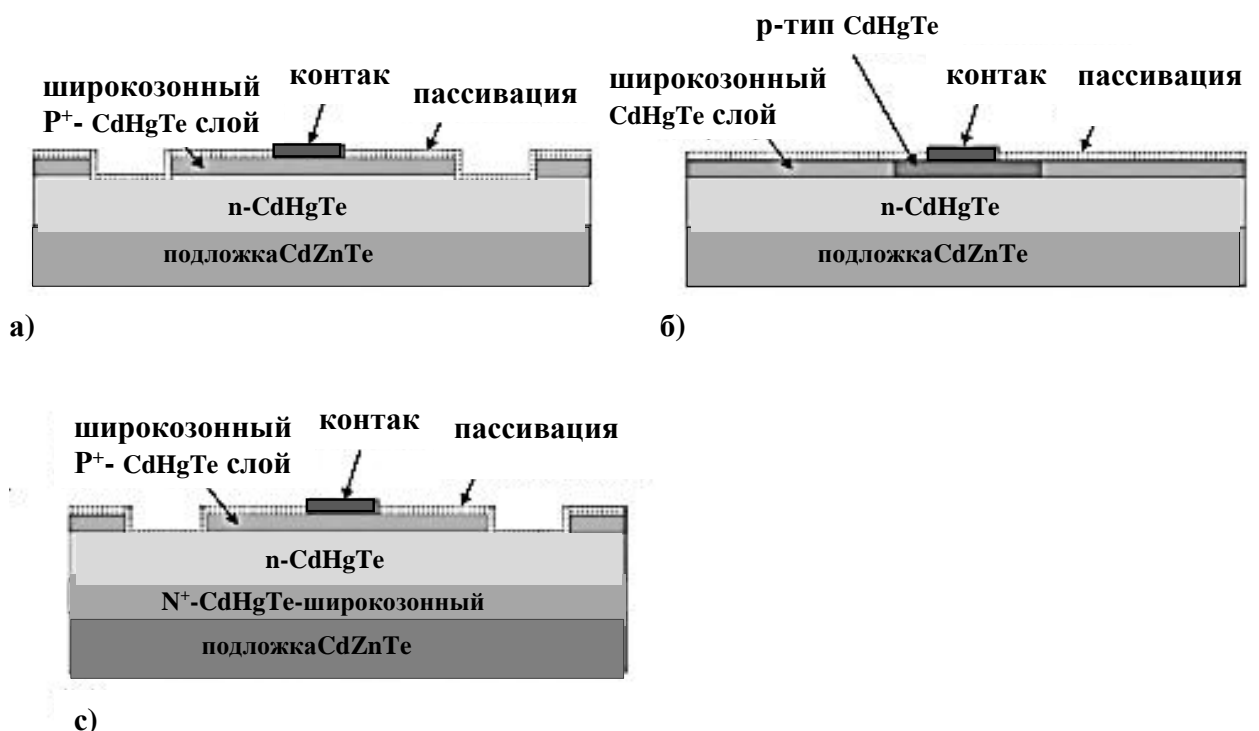 широкозонный
P⁺- CdHgTe слой
контак
пассивация
n-CdHgTe
подложкаCdZnTe
а)
р-тип CdHgTe
широкозонный
CdHgTe слой
контак
пассивация
n-CdHgTe
подложкаCdZnTe
б)
широкозонный
P⁺- CdHgTe слой
контак
пассивация
n-CdHgTe
N⁺-CdHgTe-широкозонный
подложкаCdZnTe
с)